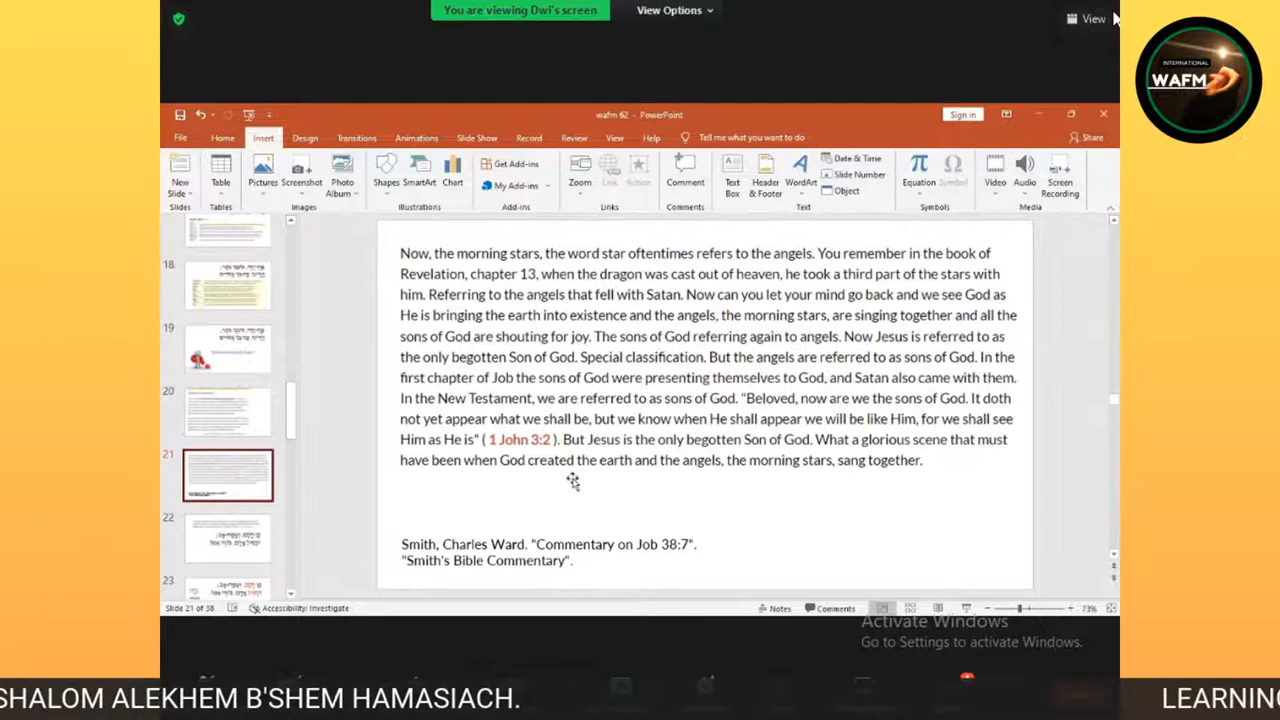 You are viewing Dwi's screen
View Options
View
INTERNATIONAL
WAFM
wafm 62 - PowerPoint
Sign in
File Home Insert Design Transitions Animations Slide Show Record Review View Help Tell me what you want to do
Share
New Slide
Table
Pictures
Screenshot
Photo Album
Shapes
SmartArt
Chart
Get Add-ins
My Add-ins
Zoom
Link
Action
Comment
Text Box
Header & Footer
WordArt
Date & Time
Slide Number
Object
Equation
Symbol
Video
Audio
Screen Recording
Slides
Tables
Images
Illustrations
Add-ins
Links
Comments
Text
Symbols
Media
18
19
20
21
22
23
Now, the morning stars, the word star oftentimes refers to the angels. You remember in the book of
Revelation, chapter 13, when the dragon was cast out of heaven, he took a third part of the stars with
him. Referring to the angels that fell with Satan. Now can you let your mind go back and we see God as
He is bringing the earth into existence and the angels, the morning stars, are singing together and all the
sons of God are shouting for joy. The sons of God referring again to angels. Now Jesus is referred to as
the only begotten Son of God. Special classification. But the angels are referred to as sons of God. In the
first chapter of Job the sons of God were presenting themselves to God, and Satan also came with them.
In the New Testament, we are referred to as sons of God. "Beloved, now are we the sons of God. It doth
not yet appear what we shall be, but we know when He shall appear we will be like Him, for we shall see
Him as He is" ( 1 John 3:2 ). But Jesus is the only begotten Son of God. What a glorious scene that must
have been when God created the earth and the angels, the morning stars, sang together.
Smith, Charles Ward. "Commentary on Job 38:7".
"Smith's Bible Commentary".
Slide 21 of 38
Accessibility: Investigate
Notes
Comments
73%
Activate Windows
Go to Settings to activate Windows.
SHALOM ALEKHEM B'SHEM HAMASIACH.
LEARNING